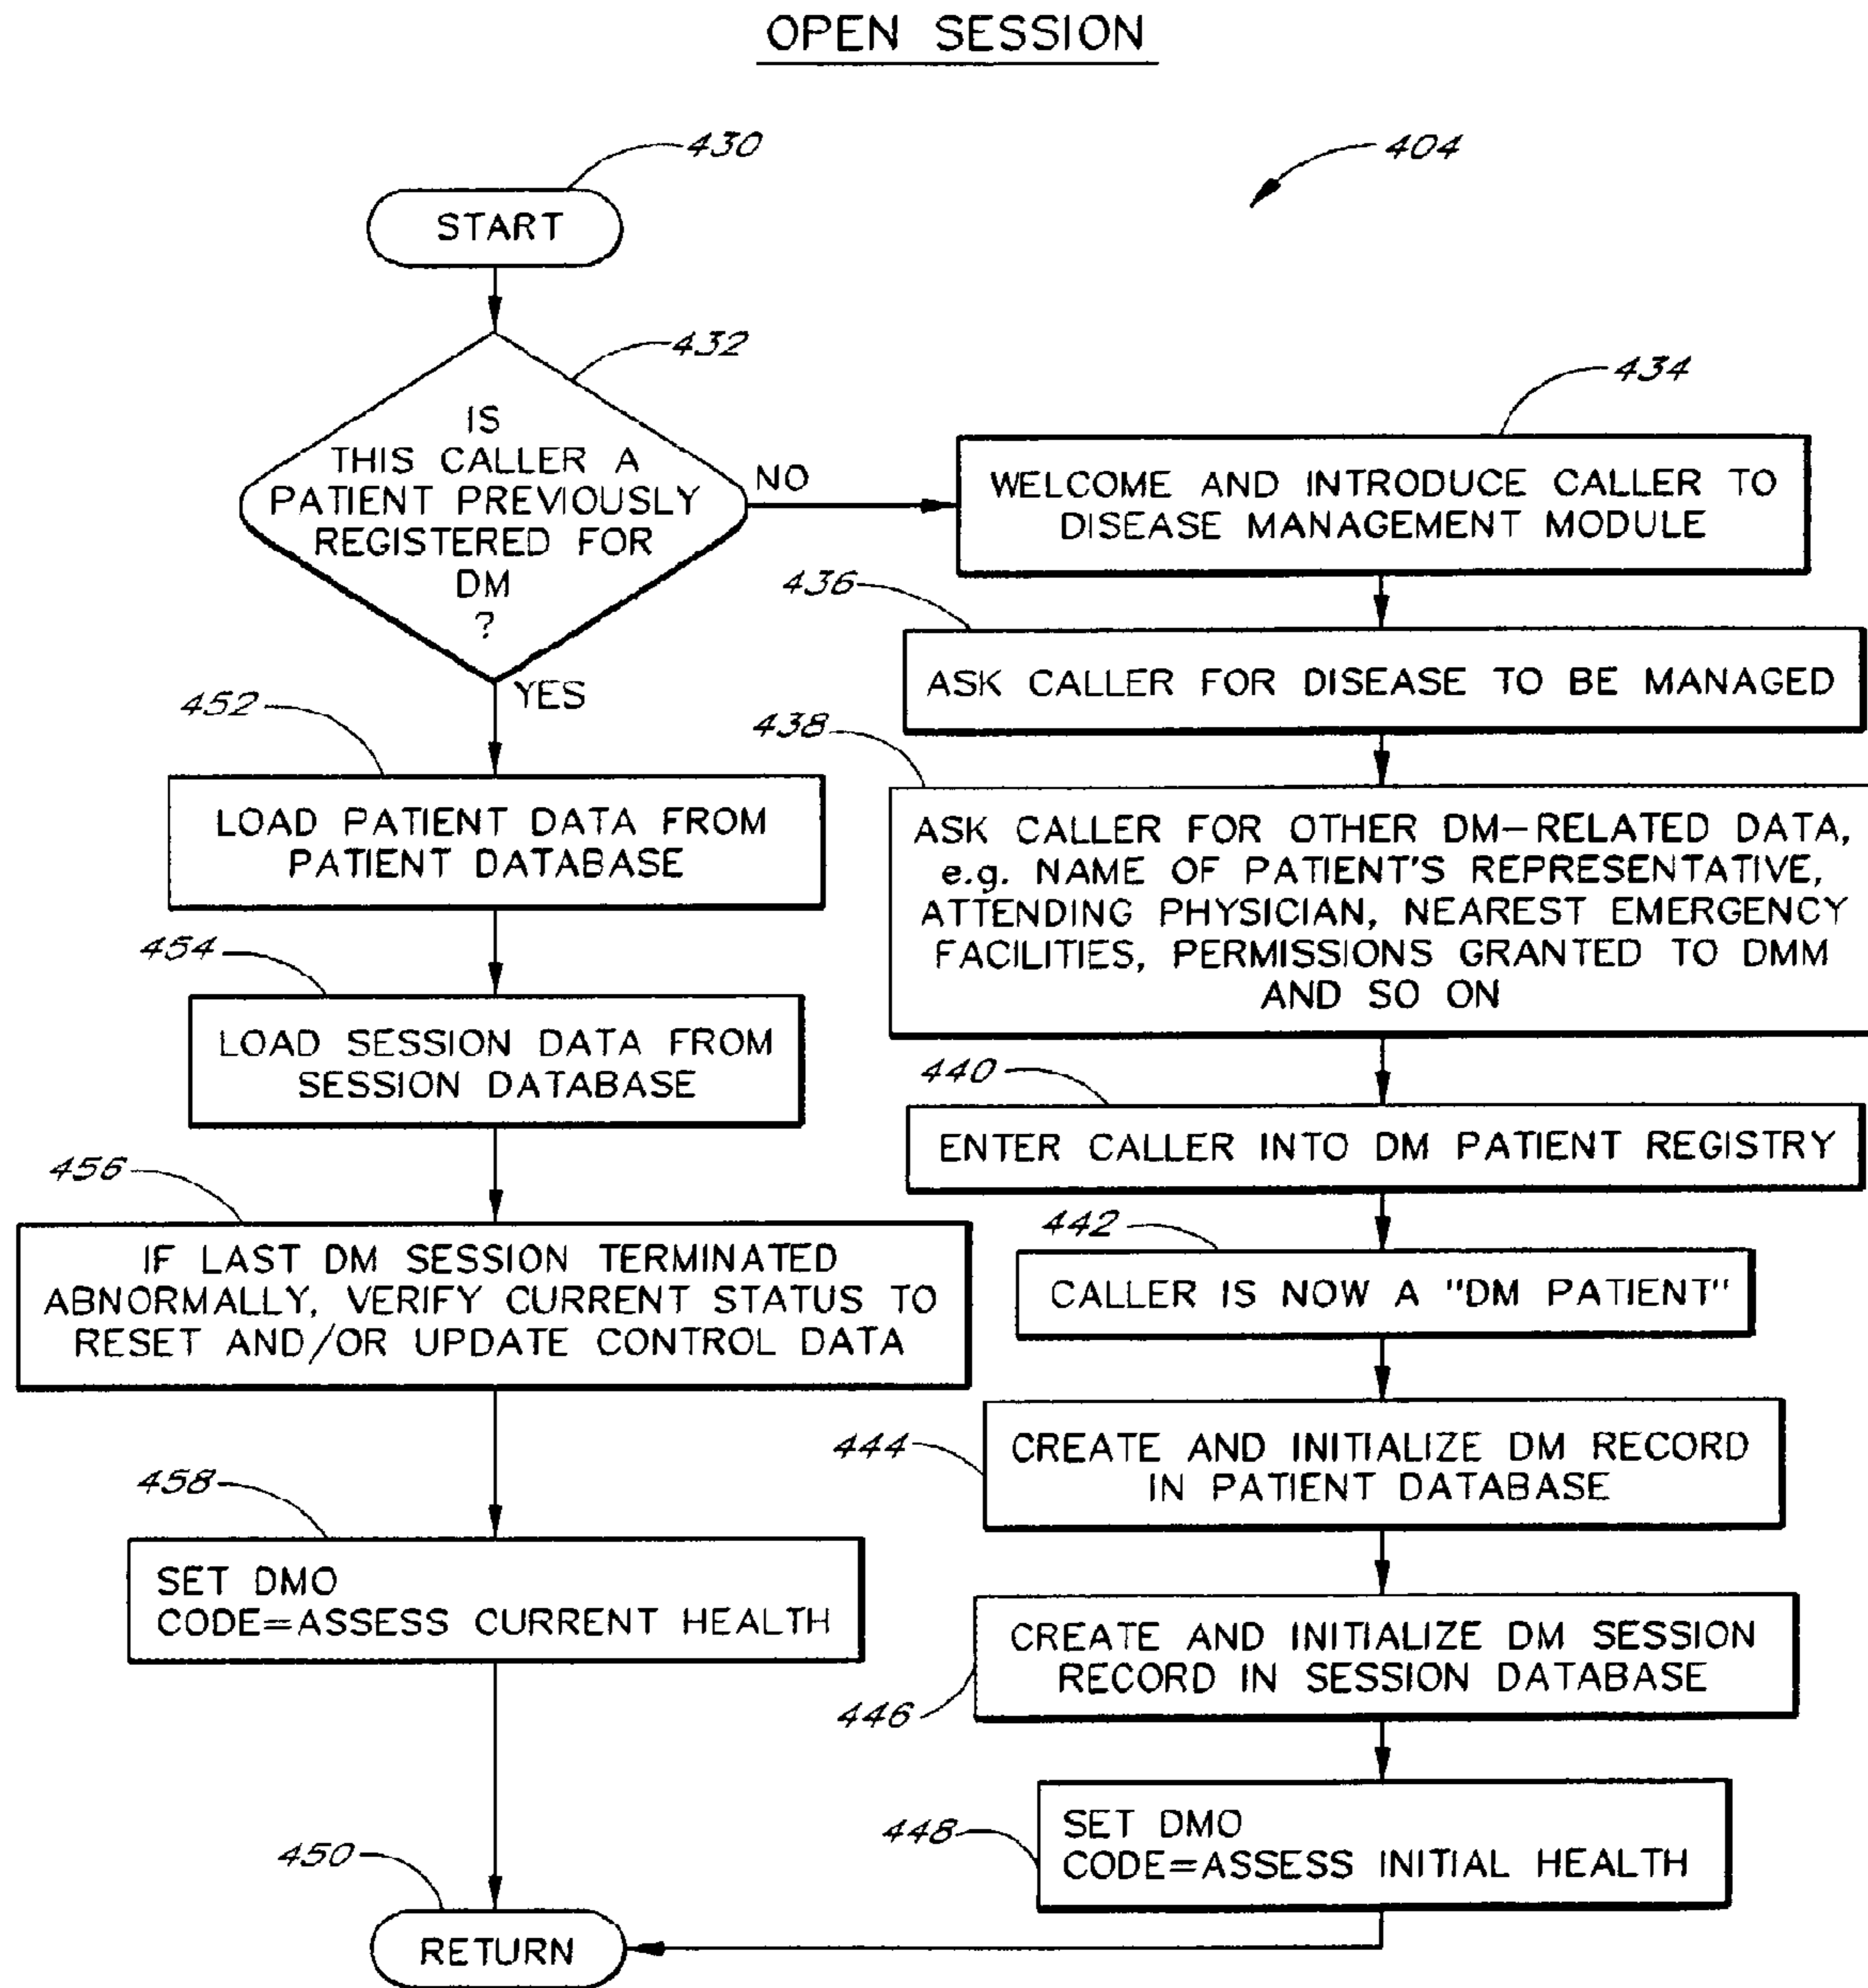 OPEN SESSION
430
404
START
432
IS
THIS CALLER A
PATIENT PREVIOUSLY
REGISTERED FOR
DM
?
NO
YES
434
WELCOME AND INTRODUCE CALLER TO
DISEASE MANAGEMENT MODULE
436
ASK CALLER FOR DISEASE TO BE MANAGED
438
ASK CALLER FOR OTHER DM-RELATED DATA,
e.g. NAME OF PATIENT'S REPRESENTATIVE,
ATTENDING PHYSICIAN, NEAREST EMERGENCY
FACILITIES, PERMISSIONS GRANTED TO DMM
AND SO ON
440
ENTER CALLER INTO DM PATIENT REGISTRY
442
CALLER IS NOW A "DM PATIENT"
444
CREATE AND INITIALIZE DM RECORD
IN PATIENT DATABASE
446
CREATE AND INITIALIZE DM SESSION
RECORD IN SESSION DATABASE
448
SET DMO
CODE=ASSESS INITIAL HEALTH
452
LOAD PATIENT DATA FROM
PATIENT DATABASE
454
LOAD SESSION DATA FROM
SESSION DATABASE
456
IF LAST DM SESSION TERMINATED
ABNORMALLY, VERIFY CURRENT STATUS TO
RESET AND/OR UPDATE CONTROL DATA
458
SET DMO
CODE=ASSESS CURRENT HEALTH
450
RETURN